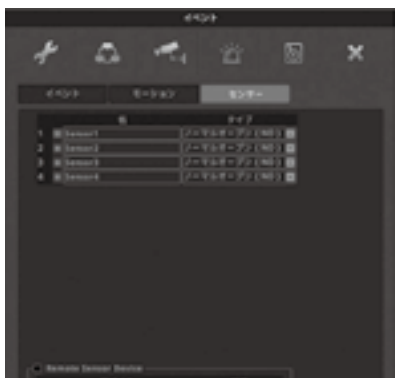 イベント
イベント モーション センサー
名 タイプ
1 Sensor1 ノーマルオープン(NO)
2 Sensor2 ノーマルオープン(NO)
3 Sensor3 ノーマルオープン(NO)
4 Sensor4 ノーマルオープン(NO)
Remote Sensor Device